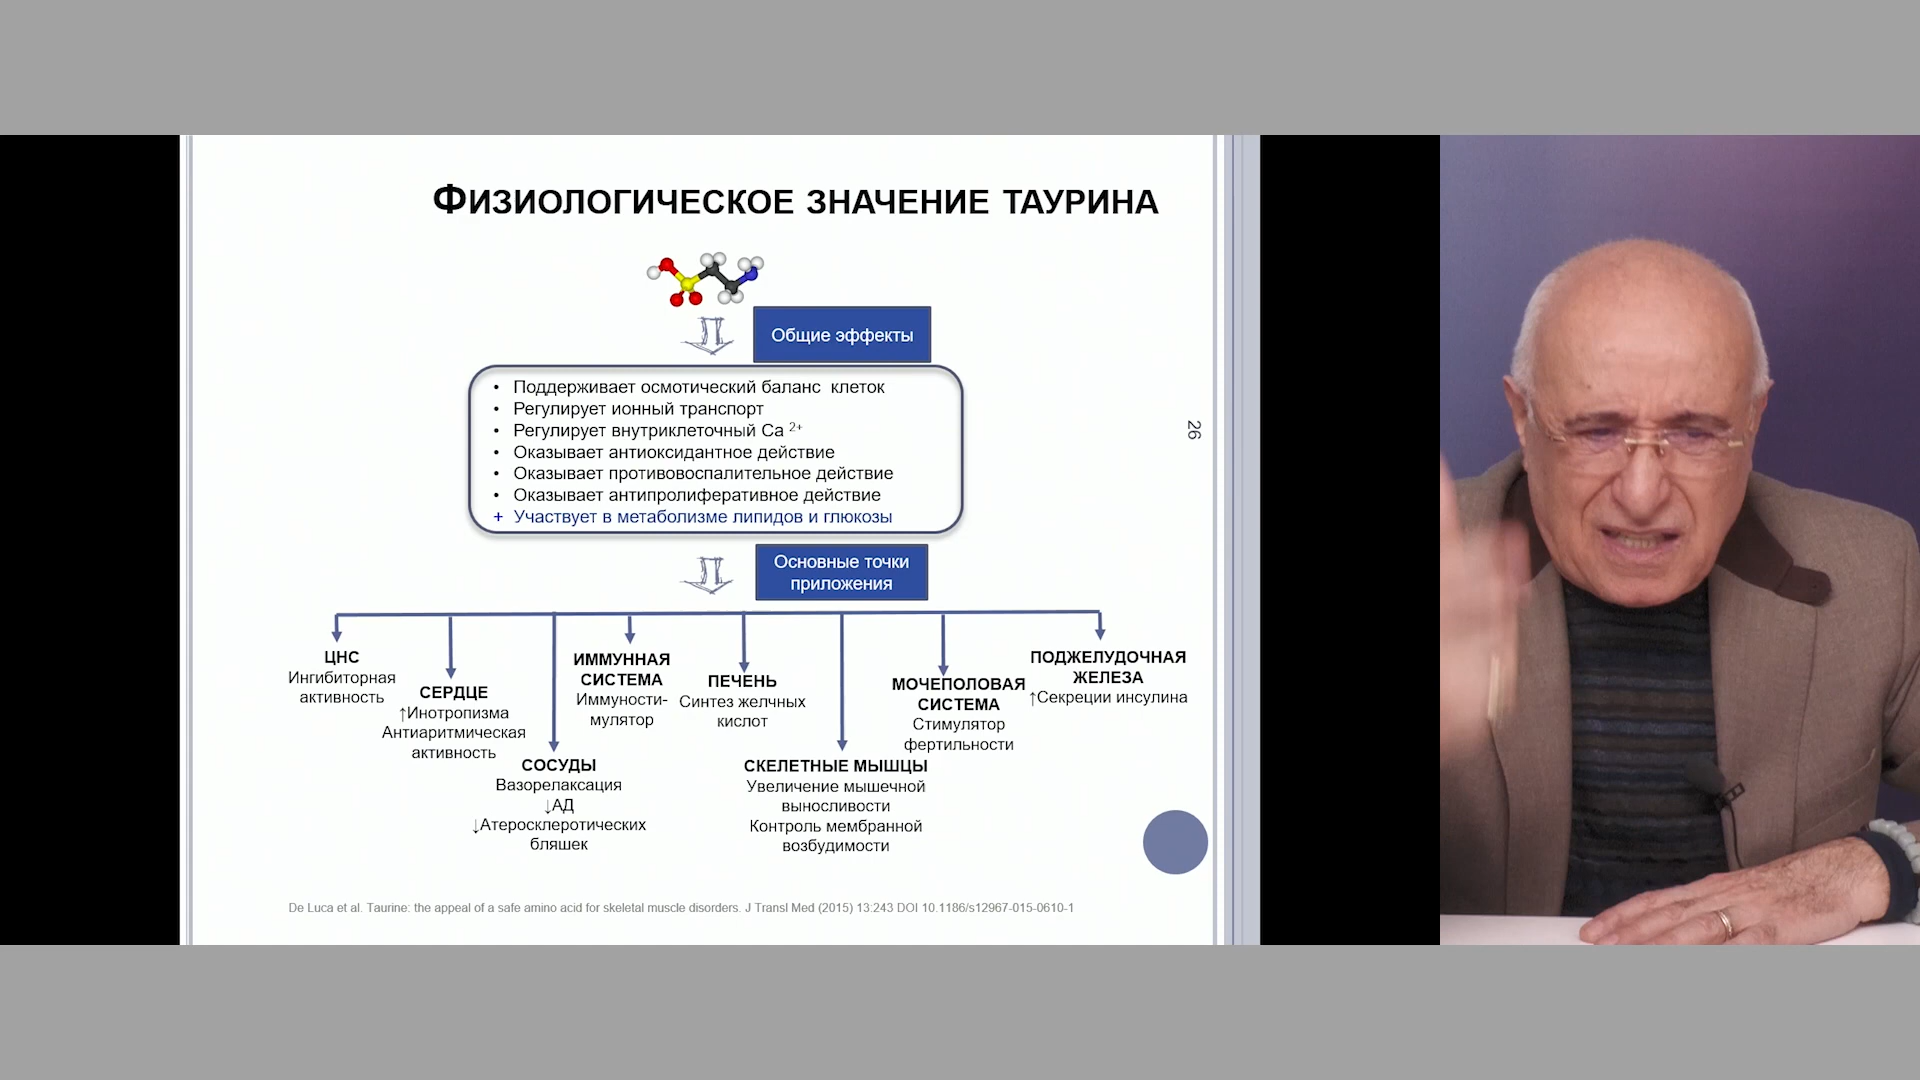 ФИЗИОЛОГИЧЕСКОЕ ЗНАЧЕНИЕ ТАУРИНА
Общие эффекты
• Поддерживает осмотический баланс клеток
• Регулирует ионный транспорт
• Регулирует внутриклеточный Ca 2+
• Оказывает антиоксидантное действие
• Оказывает противовоспалительное действие
• Оказывает антипролиферативное действие
+ Участвует в метаболизме липидов и глюкозы
26
Основные точки
приложения
ЦНС
Ингибиторная
активность
СЕРДЦЕ
↑Инотропизма
Антиаритмическая
активность
СОСУДЫ
Вазорелаксация
↓АД
↓Атеросклеротических
бляшек
ИММУННАЯ
СИСТЕМА
Иммуности-
мулятор
ПЕЧЕНЬ
Синтез желчных
кислот
СКЕЛЕТНЫЕ МЫШЦЫ
Увеличение мышечной
выносливости
Контроль мембранной
возбудимости
МОЧЕПОЛОВАЯ
СИСТЕМА
Стимулятор
фертильности
ПОДЖЕЛУДОЧНАЯ
ЖЕЛЕЗА
↑Секреции инсулина
De Luca et al. Taurine: the appeal of a safe amino acid for skeletal muscle disorders. J Transl Med (2015) 13:243 DOI 10.1186/s12967-015-0610-1